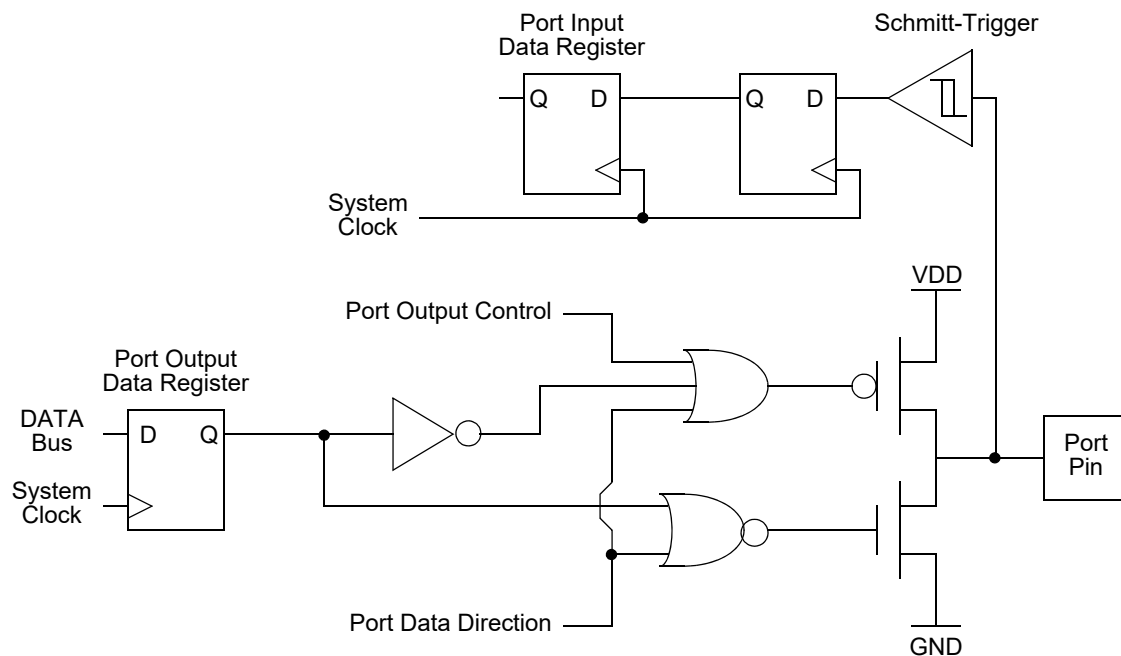 Port Input
Data Register
Schmitt-Trigger
Q
D
Q
D
System
Clock
VDD
Port Output Control
Port Output
Data Register
DATA
Bus
D
Q
Port
Pin
System
Clock
Port Data Direction
GND